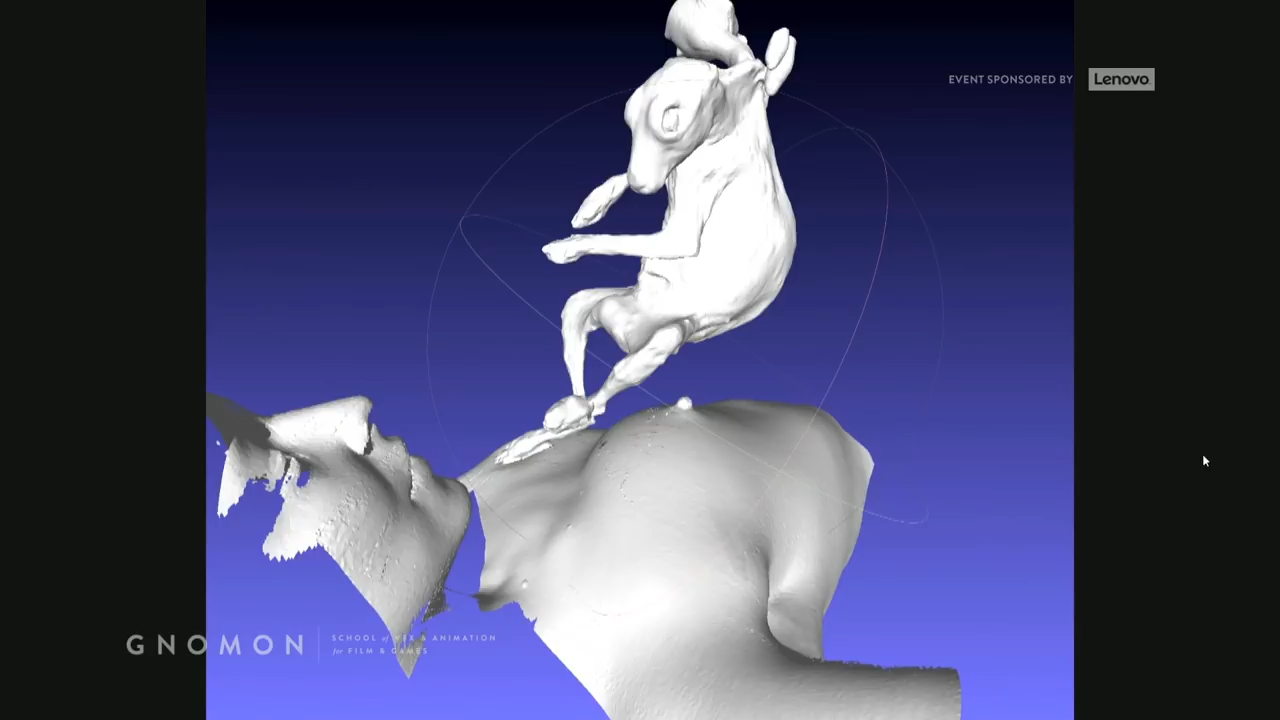 EVENT SPONSORED BY Lenovo
GNOMON
SCHOOL of VFX & ANIMATION
for FILM & GAMES